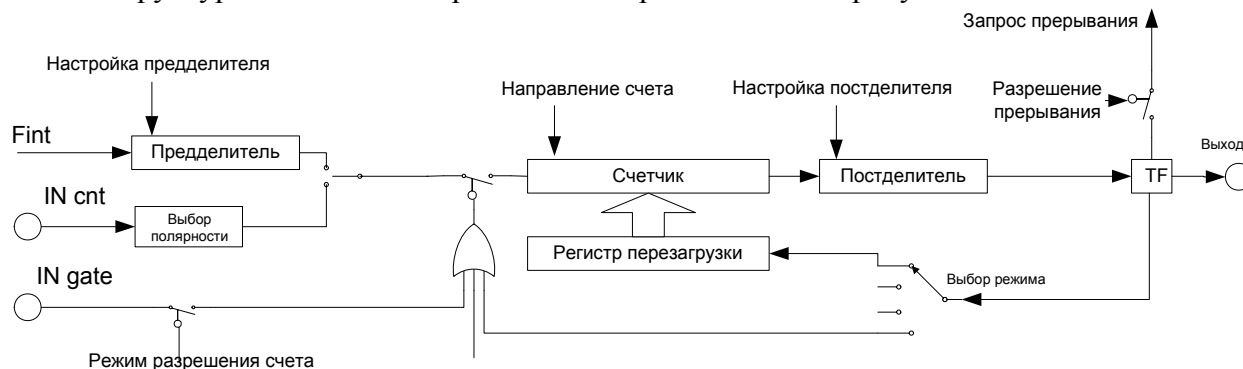 Запрос прерывания
Настройка предделителя
Направление счета
Настройка постделителя
Разрешение
прерывания
Fint
Предделитель
Счетчик
Постделитель
TF
Выход
IN cnt
Выбор
полярности
Регистр перезагрузки
Выбор режима
IN gate
Режим разрешения счета